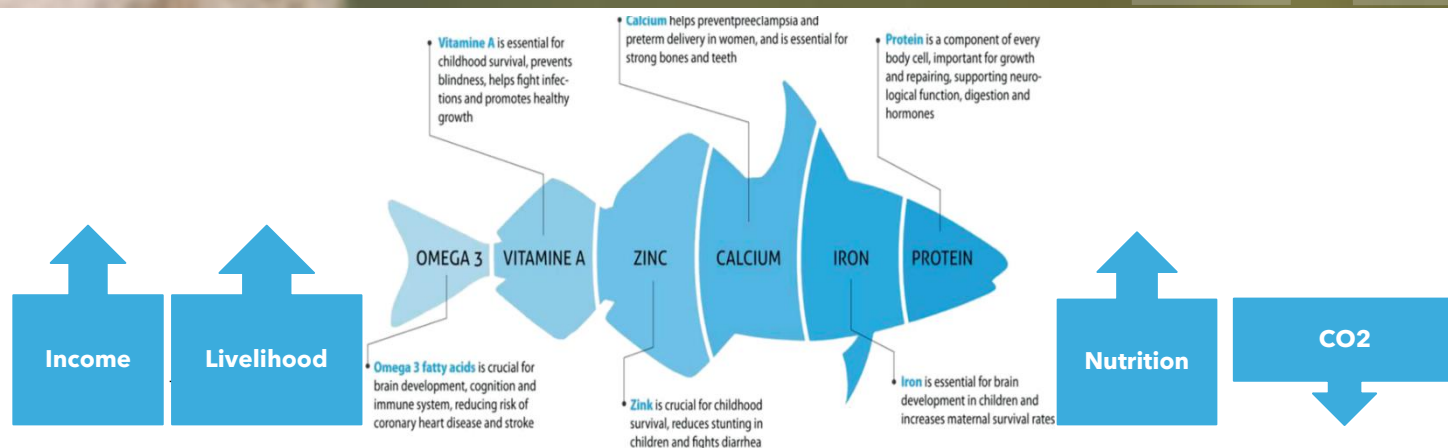 Calcium helps preventpreeclampsia and
preterm delivery in women, and is essential for
strong bones and teeth
Vitamine A is essential for
childhood survival, prevents
blindness, helps fight infec-
tions and promotes healthy
growth
Protein is a component of every
body cell, important for growth
and repairing, supporting neuro-
logical function, digestion and
hormones
OMEGA 3
VITAMINE A
ZINC
CALCIUM
IRON
PROTEIN
Income
Livelihood
Nutrition
CO2
Omega 3 fatty acids is crucial for
brain development, cognition and
immune system, reducing risk of
coronary heart disease and stroke
Zink is crucial for childhood
survival, reduces stunting in
children and fights diarrhea
Iron is essential for brain
development in children and
increases maternal survival rates